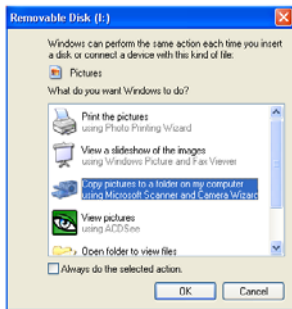 Removable Disk (I:)
Windows can perform the same action each time you insert
a disk or connect a device with this kind of file:
Pictures
What do you want Windows to do?
Print the pictures
using Photo Printing Wizard
View a slideshow of the images
using Windows Picture and Fax Viewer
Copy pictures to a folder on my computer
using Microsoft Scanner and Camera Wizard
View pictures
using ACDSee
Open folder to view files
Always do the selected action.
OK
Cancel